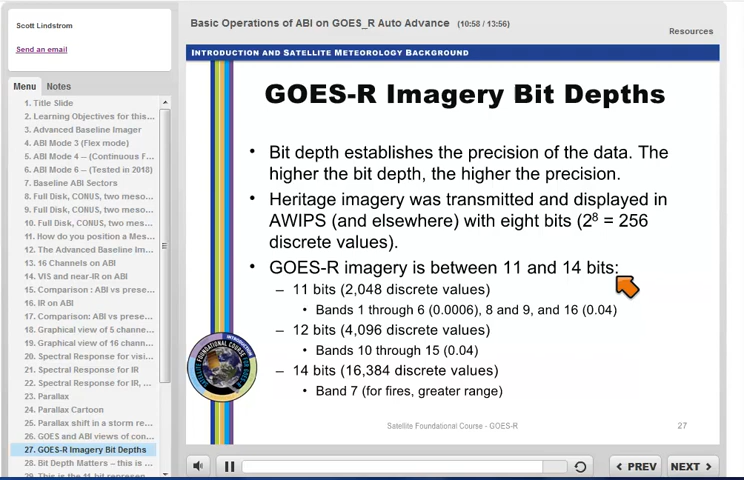 Scott Lindstrom
Send an email
Basic Operations of ABI on GOES_R Auto Advance (10:58 / 13:56)
Resources
INTRODUCTION AND SATELLITE METEOROLOGY BACKGROUND
Menu Notes
1. Title Slide
2. Learning Objectives for this...
3. Advanced Baseline Imager
4. ABI Mode 3 (Flex mode)
5. ABI Mode 4 -- (Continuous F...
6. ABI Mode 6 -- (Tested in 2018)
7. Baseline ABI Sectors
8. Full Disk, CONUS, two meso...
9. Full Disk, CONUS, two meso...
10. Full Disk, CONUS, two mes...
11. How do you position a Mes...
12. The Advanced Baseline Im...
13. 16 Channels on ABI
14. VIS and near-IR on ABI
15. Comparison : ABI vs prese...
16. IR on ABI
17. Comparison: ABI vs prese...
18. Graphical view of 5 channe...
19. Graphical view of 16 chann...
20. Spectral Response for visi...
21. Spectral Response for IR
22. Spectral Response for IR, ...
23. Parallax
24. Parallax Cartoon
25. Parallax shift in a storm re...
26. GOES and ABI views of con...
27. GOES-R Imagery Bit Depths
28. Bit Depth Matters -- this is ...
29. This is the 11 bit represen...
GOES-R Imagery Bit Depths
• Bit depth establishes the precision of the data. The
higher the bit depth, the higher the precision.
• Heritage imagery was transmitted and displayed in
AWIPS (and elsewhere) with eight bits (2⁸ = 256
discrete values).
• GOES-R imagery is between 11 and 14 bits:
– 11 bits (2,048 discrete values)
• Bands 1 through 6 (0.0006), 8 and 9, and 16 (0.04)
– 12 bits (4,096 discrete values)
• Bands 10 through 15 (0.04)
– 14 bits (16,384 discrete values)
• Band 7 (for fires, greater range)
Satellite Foundational Course - GOES-R
27
PREV
NEXT